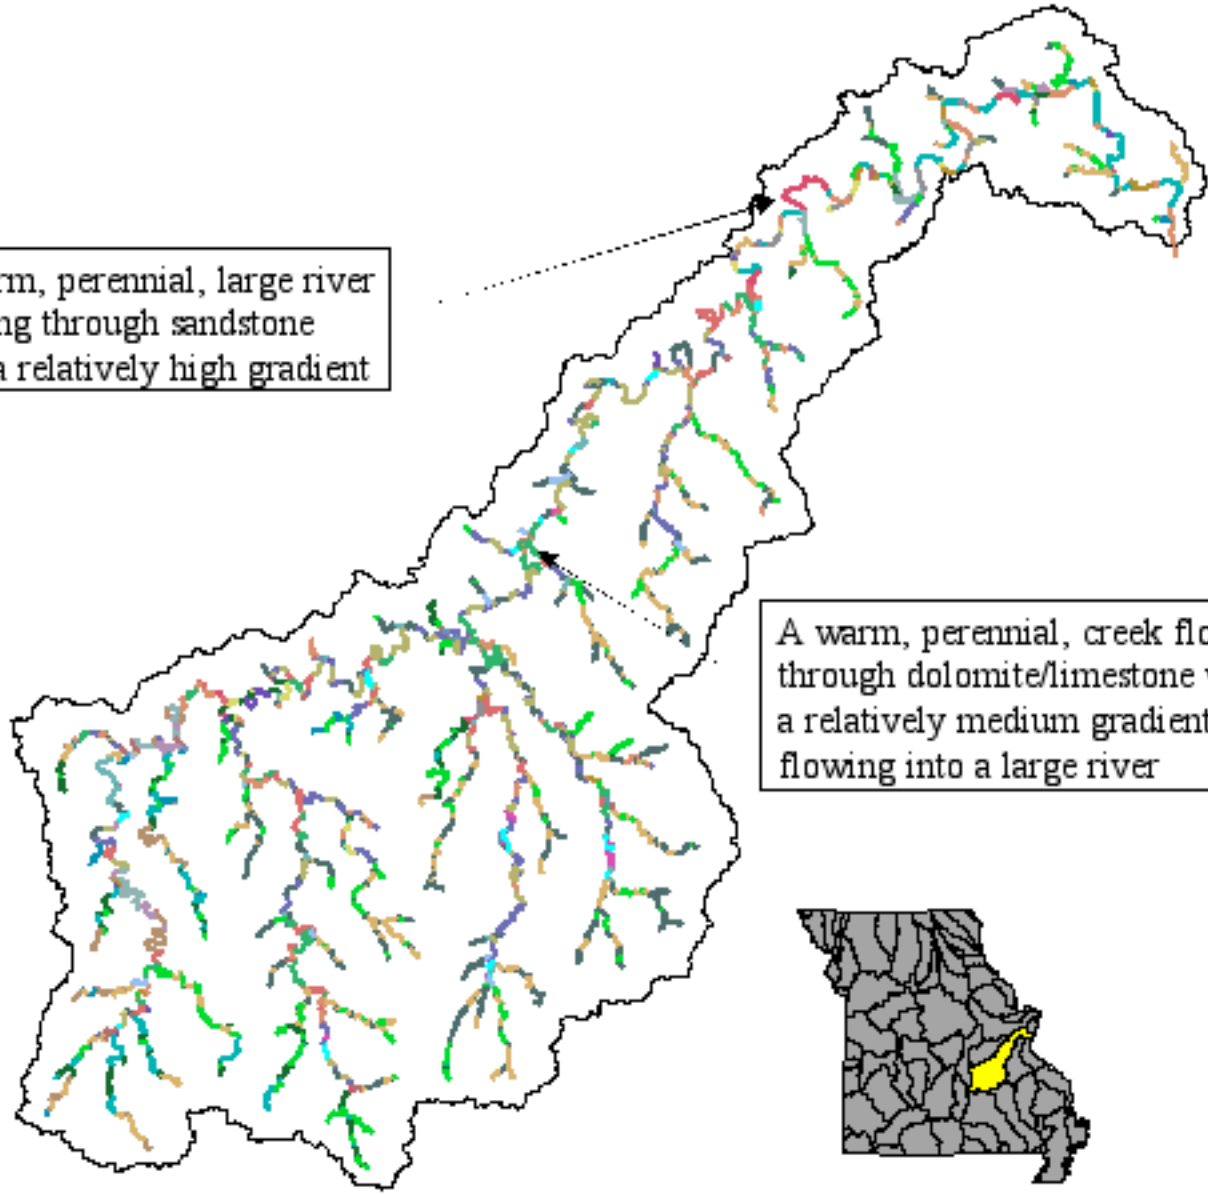 rm, perennial, large river
ng through sandstone
a relatively high gradient
A warm, perennial, creek flo
through dolomite/limestone
a relatively medium gradient
flowing into a large river